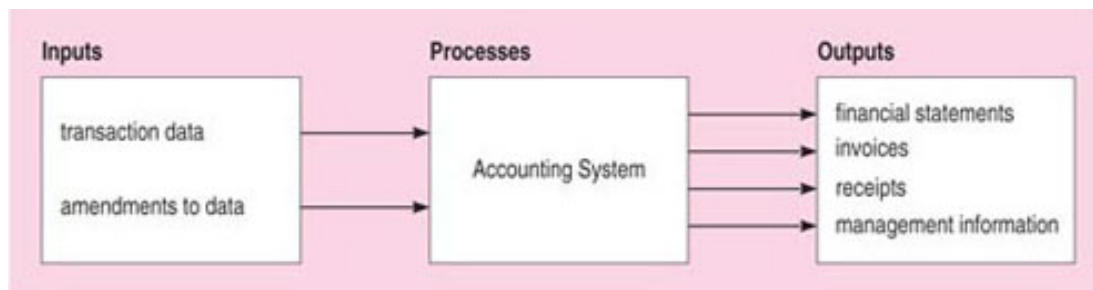 Inputs
transaction data
amendments to data
Processes
Accounting System
Outputs
financial statements
invoices
receipts
management information